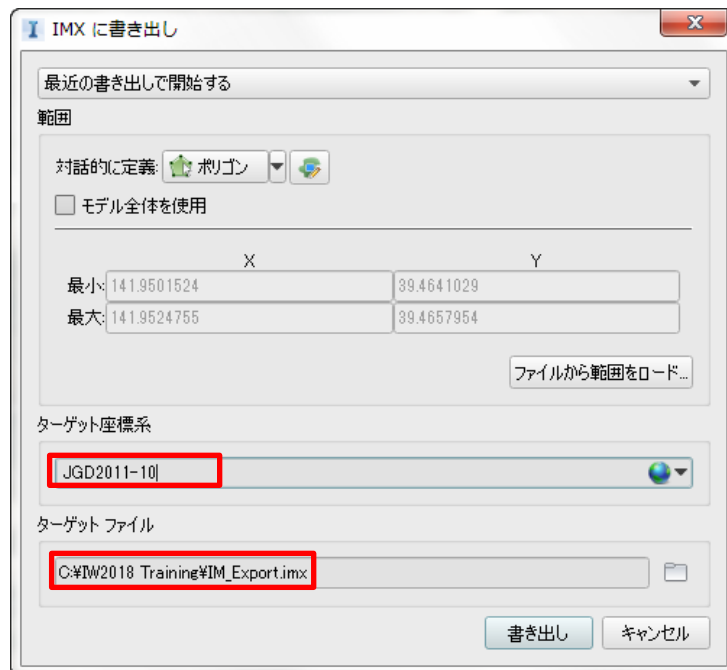 IMX に書き出し
最近の書き出しで開始する
範囲
対話的に定義: ポリゴン
モデル全体を使用
X Y
最小: 141.9501524 39.4641029
最大: 141.9524755 39.4657954
ファイルから範囲をロード...
ターゲット座標系
JGD2011-10
ターゲット ファイル
C:¥IW2018 Training¥IM_Export.imx
書き出し キャンセル